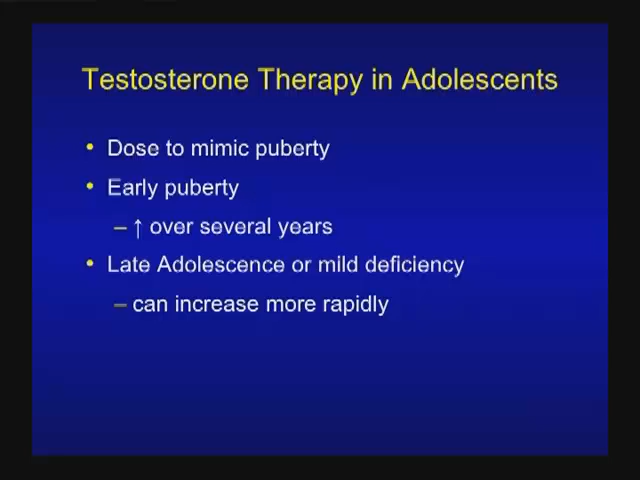 Testosterone Therapy in Adolescents
• Dose to mimic puberty
• Early puberty
– ↑ over several years
• Late Adolescence or mild deficiency
– can increase more rapidly